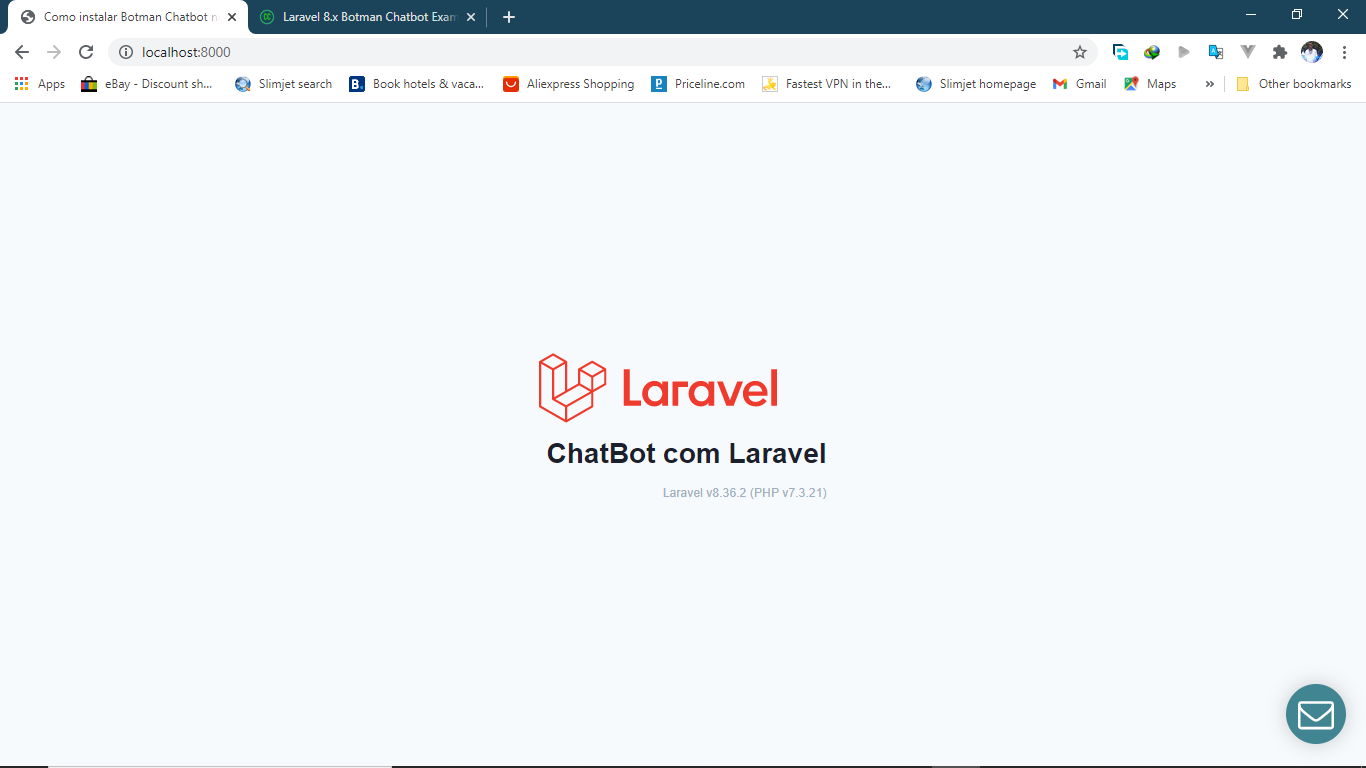 Como instalar Botman Chatbot n
Laravel 8.x Botman Chatbot Exam
localhost:8000
Apps
eBay - Discount sh...
Slimjet search
Book hotels & vaca...
Aliexpress Shopping
Priceline.com
Fastest VPN in the...
Slimjet homepage
Gmail
Maps
»
Other bookmarks
Laravel
ChatBot com Laravel
Laravel v8.36.2 (PHP v7.3.21)